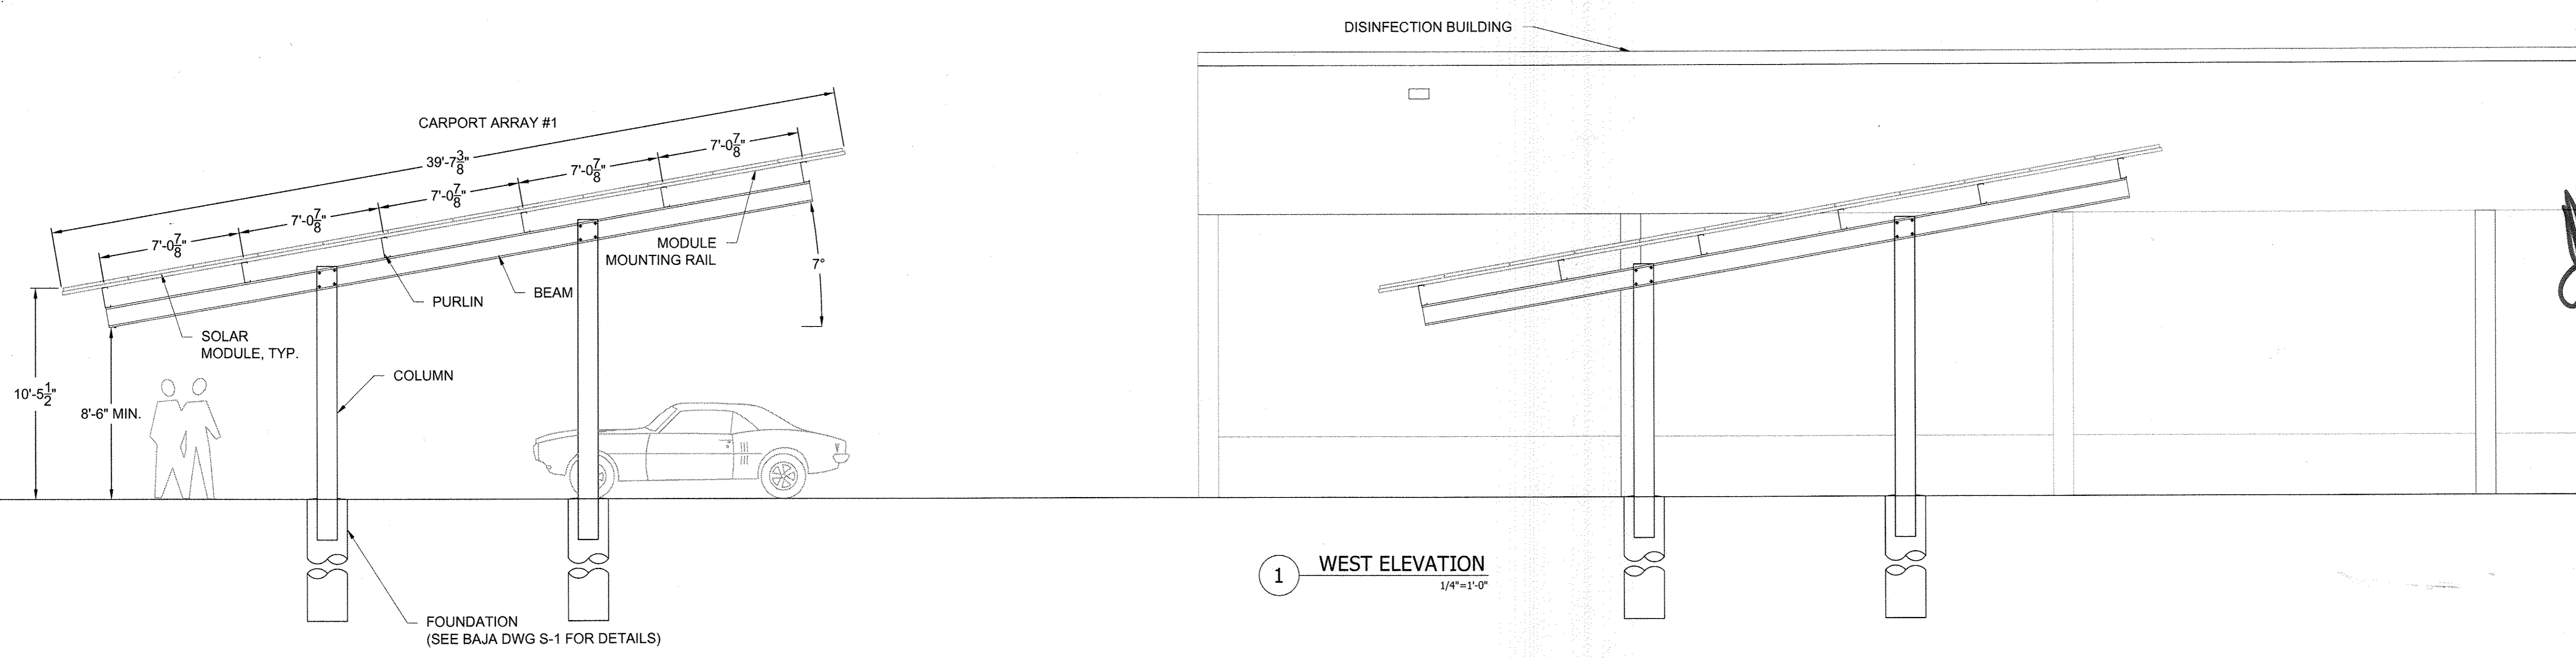 DISINFECTION BUILDING
CARPORT ARRAY #1
39'-7 3/8"
7'-0 7/8"
7'-0 7/8"
7'-0 7/8"
7'-0 7/8"
7'-0 7/8"
MODULE
MOUNTING RAIL
7°
BEAM
PURLIN
SOLAR
MODULE, TYP.
COLUMN
10'-5 1/2"
8'-6" MIN.
1
WEST ELEVATION
1/4"=1'-0"
FOUNDATION
(SEE BAJA DWG S-1 FOR DETAILS)